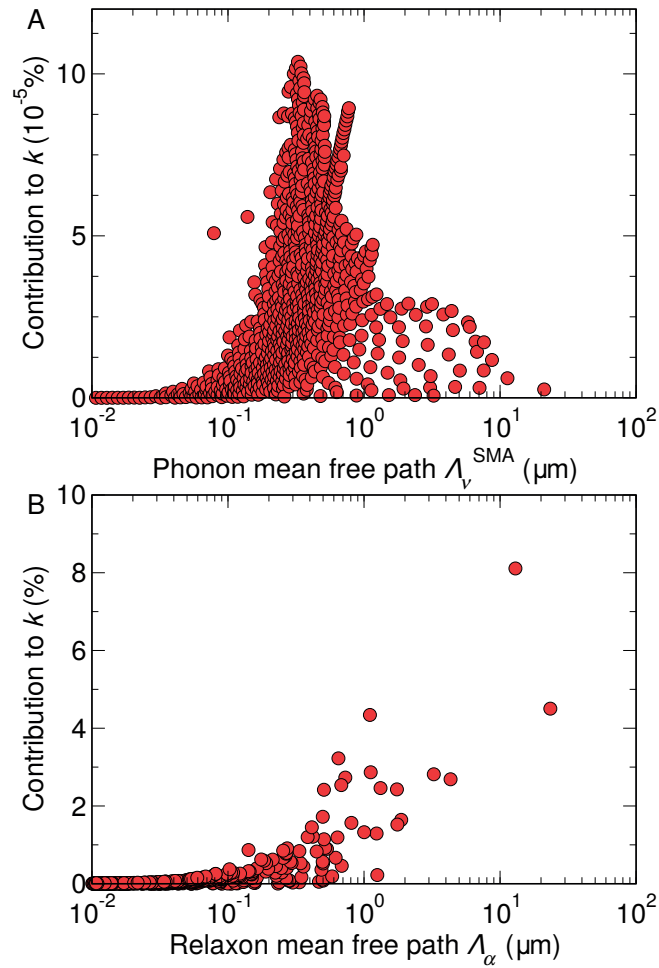 A
Contribution to k (10⁻⁵%)
10
5
0
10⁻² 10⁻¹ 10⁰ 10¹ 10²
Phonon mean free path Λᵥ^SMA (µm)
B
Contribution to k (%)
10
8
6
4
2
0
10⁻² 10⁻¹ 10⁰ 10¹ 10²
Relaxon mean free path Λ_α (µm)